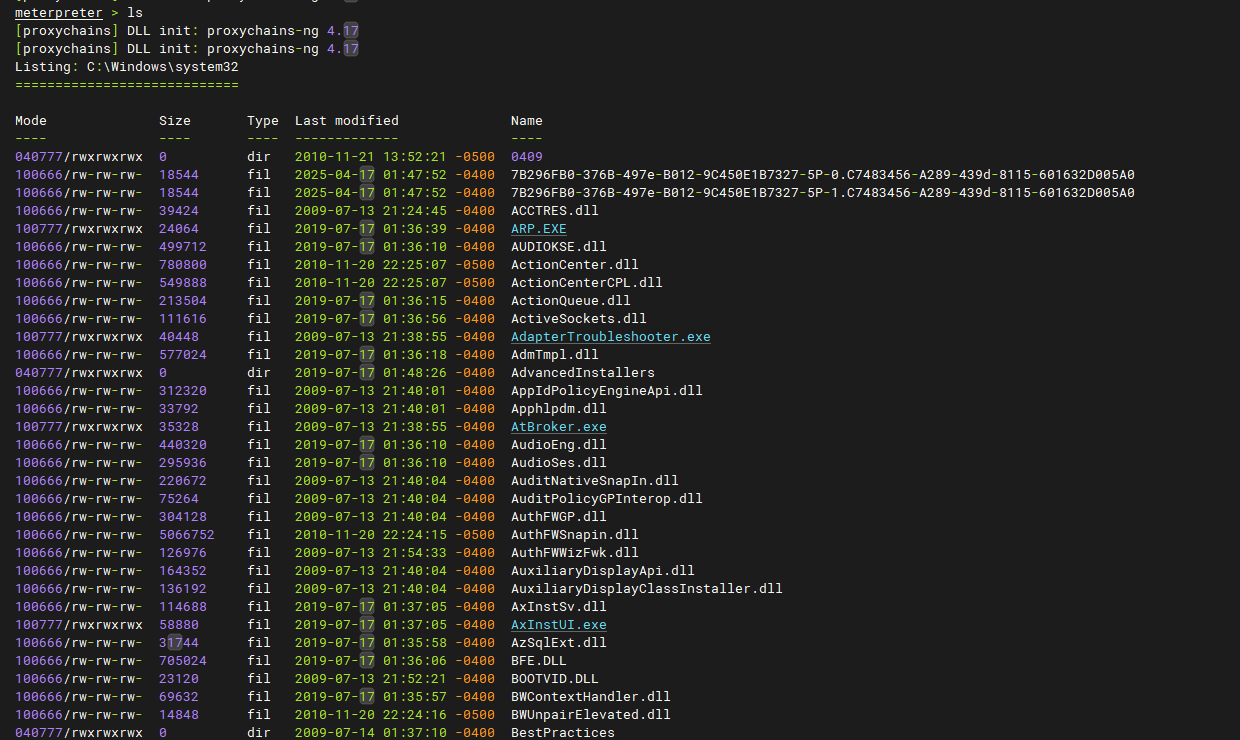 meterpreter > ls
[proxychains] DLL init: proxychains-ng 4.17
[proxychains] DLL init: proxychains-ng 4.17
Listing: C:\Windows\system32
============================
Mode Size Type Last modified Name
---- ---- ---- ------------- ----
040777/rwxrwxrwx 0 dir 2010-11-21 13:52:21 -0500 0409
100666/rw-rw-rw- 18544 fil 2025-04-17 01:47:52 -0400 7B296FB0-376B-497e-B012-9C450E1B7327-5P-0.C7483456-A289-439d-8115-601632D005A0
100666/rw-rw-rw- 18544 fil 2025-04-17 01:47:52 -0400 7B296FB0-376B-497e-B012-9C450E1B7327-5P-1.C7483456-A289-439d-8115-601632D005A0
100666/rw-rw-rw- 39424 fil 2009-07-13 21:24:45 -0400 ACCTRES.dll
100777/rwxrwxrwx 24064 fil 2019-07-17 01:36:39 -0400 ARP.EXE
100666/rw-rw-rw- 499712 fil 2019-07-17 01:36:10 -0400 AUDIOKSE.dll
100666/rw-rw-rw- 780800 fil 2010-11-20 22:25:07 -0500 ActionCenter.dll
100666/rw-rw-rw- 549888 fil 2010-11-20 22:25:07 -0500 ActionCenterCPL.dll
100666/rw-rw-rw- 213504 fil 2019-07-17 01:36:15 -0400 ActionQueue.dll
100666/rw-rw-rw- 111616 fil 2019-07-17 01:36:56 -0400 ActiveSockets.dll
100777/rwxrwxrwx 40448 fil 2009-07-13 21:38:55 -0400 AdapterTroubleshooter.exe
100666/rw-rw-rw- 577024 fil 2019-07-17 01:36:18 -0400 AdmTmpl.dll
040777/rwxrwxrwx 0 dir 2019-07-17 01:48:26 -0400 AdvancedInstallers
100666/rw-rw-rw- 312320 fil 2009-07-13 21:40:01 -0400 AppIdPolicyEngineApi.dll
100666/rw-rw-rw- 33792 fil 2009-07-13 21:40:01 -0400 Apphlpdm.dll
100777/rwxrwxrwx 35328 fil 2009-07-13 21:38:55 -0400 AtBroker.exe
100666/rw-rw-rw- 440320 fil 2019-07-17 01:36:10 -0400 AudioEng.dll
100666/rw-rw-rw- 295936 fil 2019-07-17 01:36:10 -0400 AudioSes.dll
100666/rw-rw-rw- 220672 fil 2009-07-13 21:40:04 -0400 AuditNativeSnapIn.dll
100666/rw-rw-rw- 75264 fil 2009-07-13 21:40:04 -0400 AuditPolicyGPInterop.dll
100666/rw-rw-rw- 304128 fil 2009-07-13 21:40:04 -0400 AuthFWGP.dll
100666/rw-rw-rw- 5066752 fil 2010-11-20 22:24:15 -0500 AuthFWSnapin.dll
100666/rw-rw-rw- 126976 fil 2009-07-13 21:54:33 -0400 AuthFWWizFwk.dll
100666/rw-rw-rw- 164352 fil 2009-07-13 21:40:04 -0400 AuxiliaryDisplayApi.dll
100666/rw-rw-rw- 136192 fil 2009-07-13 21:40:04 -0400 AuxiliaryDisplayClassInstaller.dll
100666/rw-rw-rw- 114688 fil 2019-07-17 01:37:05 -0400 AxInstSv.dll
100777/rwxrwxrwx 58880 fil 2019-07-17 01:37:05 -0400 AxInstUI.exe
100666/rw-rw-rw- 31744 fil 2019-07-17 01:35:58 -0400 AzSqlExt.dll
100666/rw-rw-rw- 705024 fil 2019-07-17 01:36:06 -0400 BFE.DLL
100666/rw-rw-rw- 23120 fil 2009-07-13 21:52:21 -0400 BOOTVID.DLL
100666/rw-rw-rw- 69632 fil 2019-07-17 01:35:57 -0400 BWContextHandler.dll
100666/rw-rw-rw- 14848 fil 2010-11-20 22:24:16 -0500 BWUnpairElevated.dll
040777/rwxrwxrwx 0 dir 2009-07-14 01:37:10 -0400 BestPractices